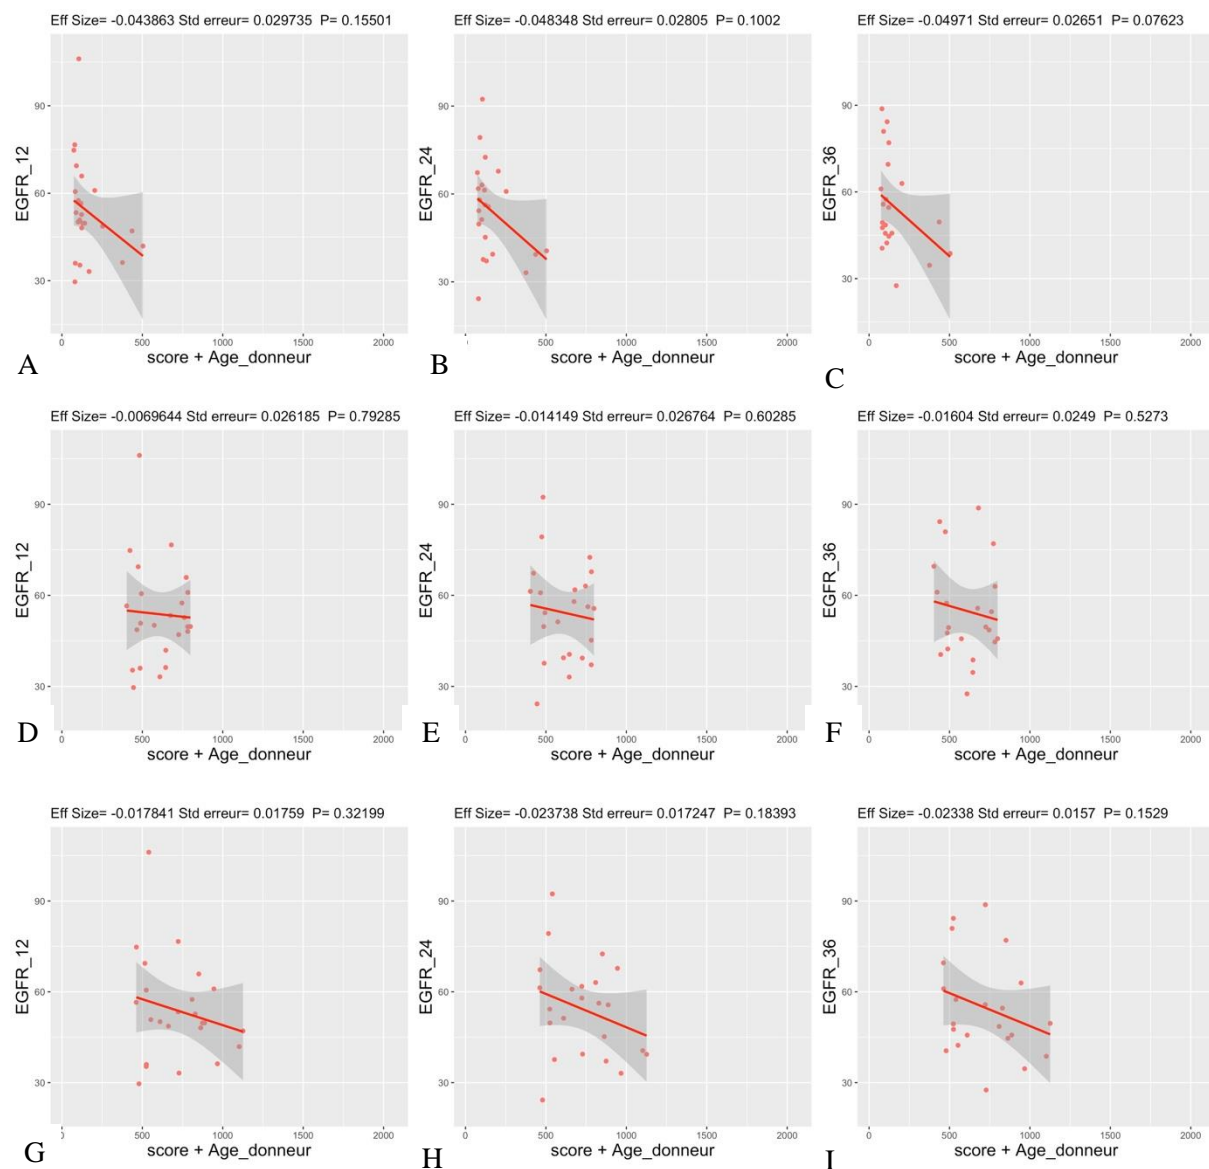 Eff Size= -0.043863 Std erreur= 0.029735 P= 0.15501
EGFR_12
90
60
30
0 500 1000 1500 2000
score + Age_donneur
A
Eff Size= -0.048348 Std erreur= 0.02805 P= 0.1002
EGFR_24
90
60
30
500 1000 1500 2000
score + Age_donneur
B
Eff Size= -0.04971 Std erreur= 0.02651 P= 0.07623
EGFR_36
90
60
30
0 500 1000 1500 2000
score + Age_donneur
C
Eff Size= -0.0069644 Std erreur= 0.026185 P= 0.79285
EGFR_12
90
60
30
0 500 1000 1500 2000
score + Age_donneur
D
Eff Size= -0.014149 Std erreur= 0.026764 P= 0.60285
EGFR_24
90
60
30
0 500 1000 1500 2000
score + Age_donneur
E
Eff Size= -0.01604 Std erreur= 0.0249 P= 0.5273
EGFR_36
90
60
30
0 500 1000 1500 2000
score + Age_donneur
F
Eff Size= -0.017841 Std erreur= 0.01759 P= 0.32199
EGFR_12
90
60
30
0 500 1000 1500 2000
score + Age_donneur
G
Eff Size= -0.023738 Std erreur= 0.017247 P= 0.18393
EGFR_24
90
60
30
0 500 1000 1500 2000
score + Age_donneur
H
Eff Size= -0.02338 Std erreur= 0.0157 P= 0.1529
EGFR_36
90
60
30
0 500 1000 1500 2000
score + Age_donneur
I